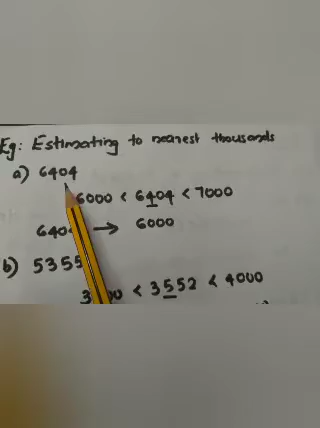 Eg: Estimating to nearest thousands
a) 6404
6000 < 6404 < 7000
6404 → 6000
b) 5355
< 3552 < 4000